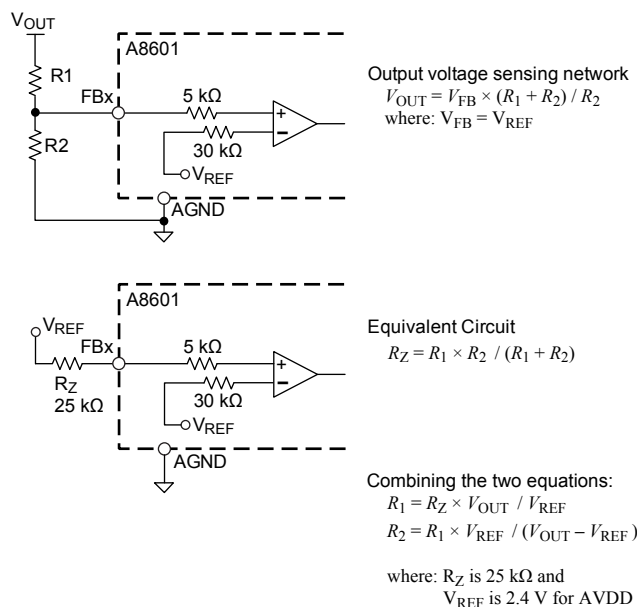 VOUT
A8601
R1
FBx
5 kΩ
+
R2
–
30 kΩ
VREF
AGND
Output voltage sensing network
VOUT = VFB × (R1 + R2) / R2
where: VFB = VREF
A8601
VREF
FBx
5 kΩ
+
RZ
25 kΩ
–
30 kΩ
VREF
AGND
Equivalent Circuit
RZ = R1 × R2 / (R1 + R2)
Combining the two equations:
R1 = RZ × VOUT / VREF
R2 = R1 × VREF / (VOUT – VREF)
where: RZ is 25 kΩ and
VREF is 2.4 V for AVDD